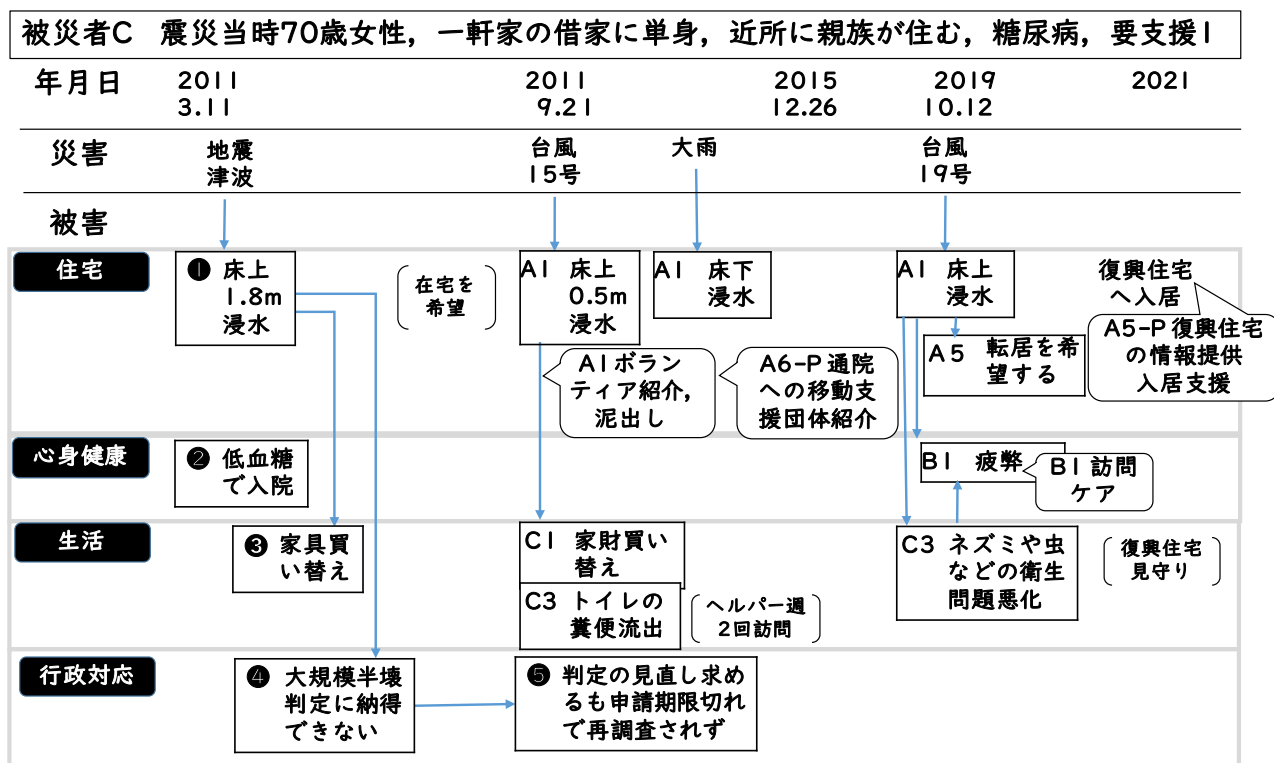 被災者C 震災当時70歳女性，一軒家の借家に単身，近所に親族が住む，糖尿病，要支援1
年月日
2011
3.11
2011
9.21
2015
12.26
2019
10.12
2021
災害
地震
津波
台風
15号
大雨
台風
19号
被害
住宅
❶ 床上
1.8m
浸水
在宅を
希望
A1 床上
0.5m
浸水
A1 床下
浸水
A1 床上
浸水
復興住宅
へ入居
A1ボラン
ティア紹介，
泥出し
A6-P 通院
への移動支
援団体紹介
A5 転居を希
望する
A5-P 復興住宅
の情報提供
入居支援
心身健康
❷ 低血糖
で入院
B1 疲弊
B1 訪問
ケア
生活
❸ 家具買
い替え
C1 家財買い
替え
C3 トイレの
糞便流出
ヘルパー週
2回訪問
C3 ネズミや虫
などの衛生
問題悪化
復興住宅
見守り
行政対応
❹ 大規模半壊
判定に納得
できない
❺ 判定の見直し求め
るも申請期限切れ
で再調査されず